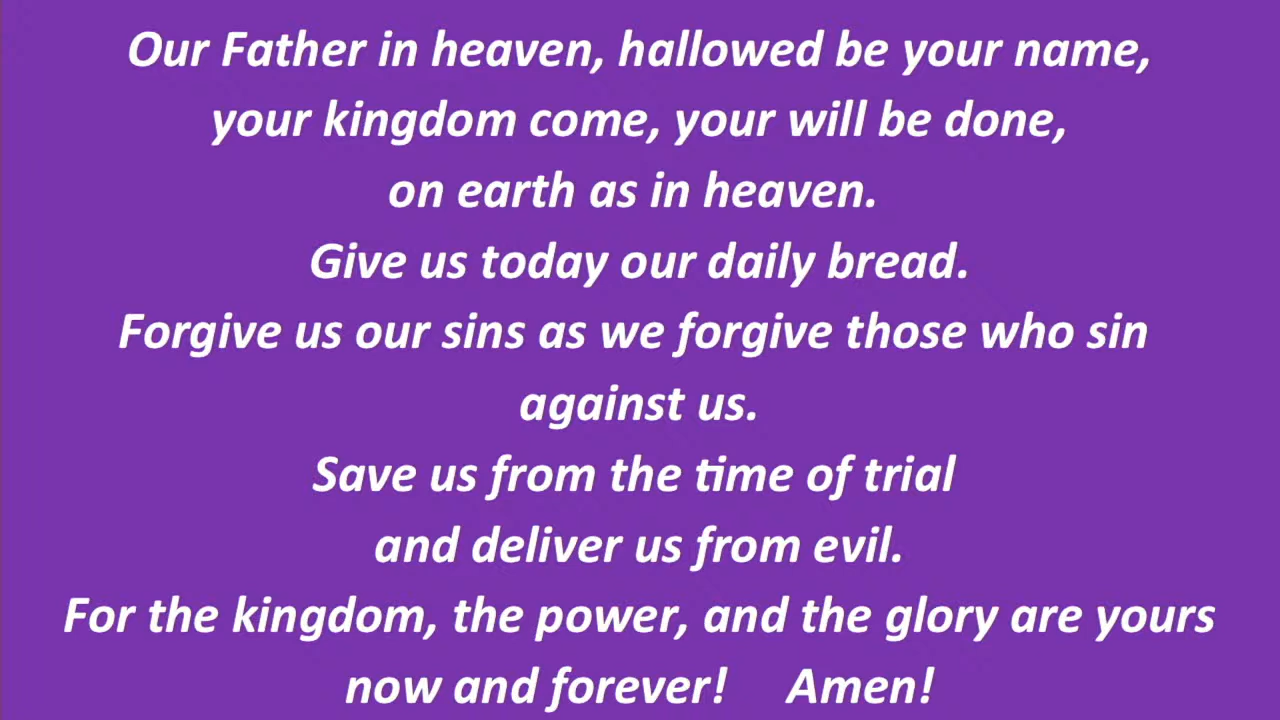 Our Father in heaven, hallowed be your name,
your kingdom come, your will be done,
on earth as in heaven.
Give us today our daily bread.
Forgive us our sins as we forgive those who sin
against us.
Save us from the time of trial
and deliver us from evil.
For the kingdom, the power, and the glory are yours
now and forever! Amen!